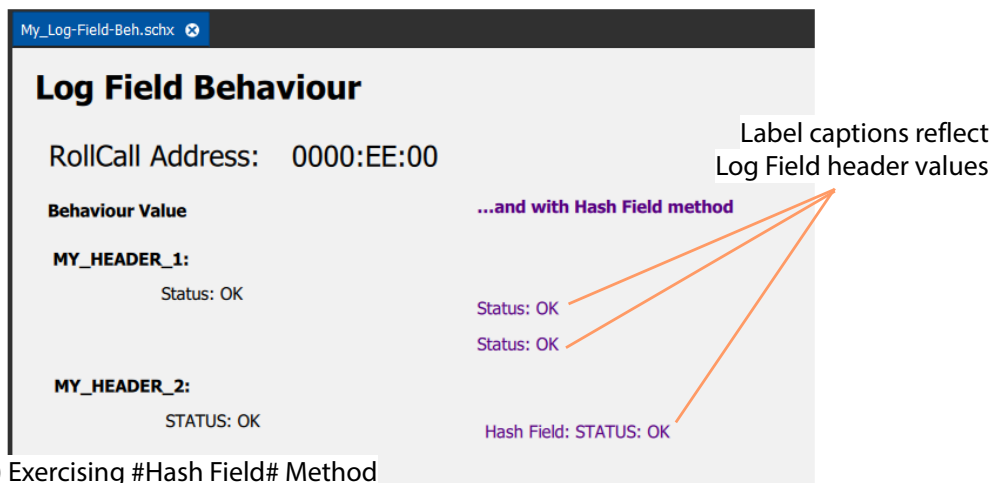 My_Log-Field-Beh.schx
Log Field Behaviour
Label captions reflect
Log Field header values
RollCall Address: 0000:EE:00
Behaviour Value
...and with Hash Field method
MY_HEADER_1:
Status: OK
Status: OK
Status: OK
MY_HEADER_2:
STATUS: OK
Hash Field: STATUS: OK
Exercising #Hash Field# Method